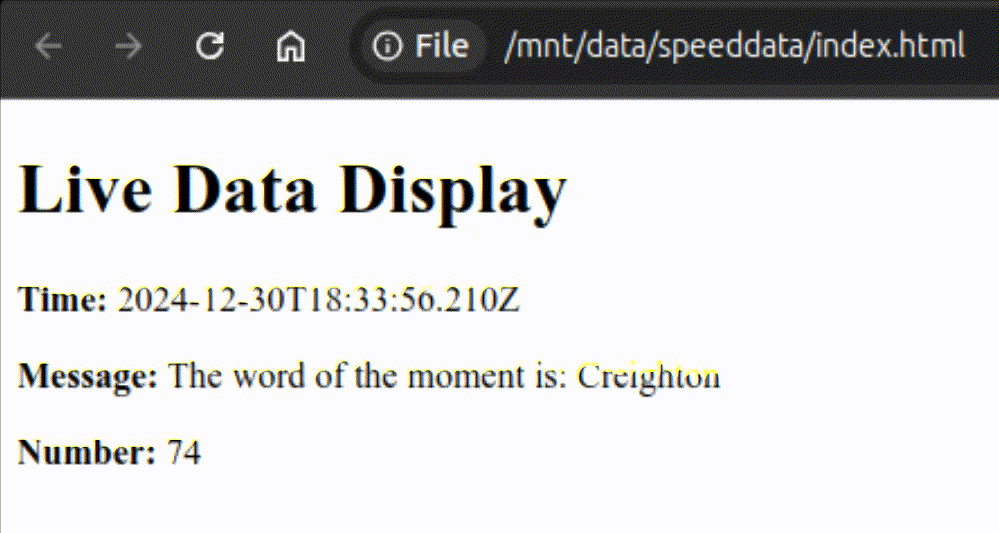 File /mnt/data/speeddata/index.html
Live Data Display
Time: 2024-12-30T18:33:56.210Z
Message: The word of the moment is: Creighton
Number: 74